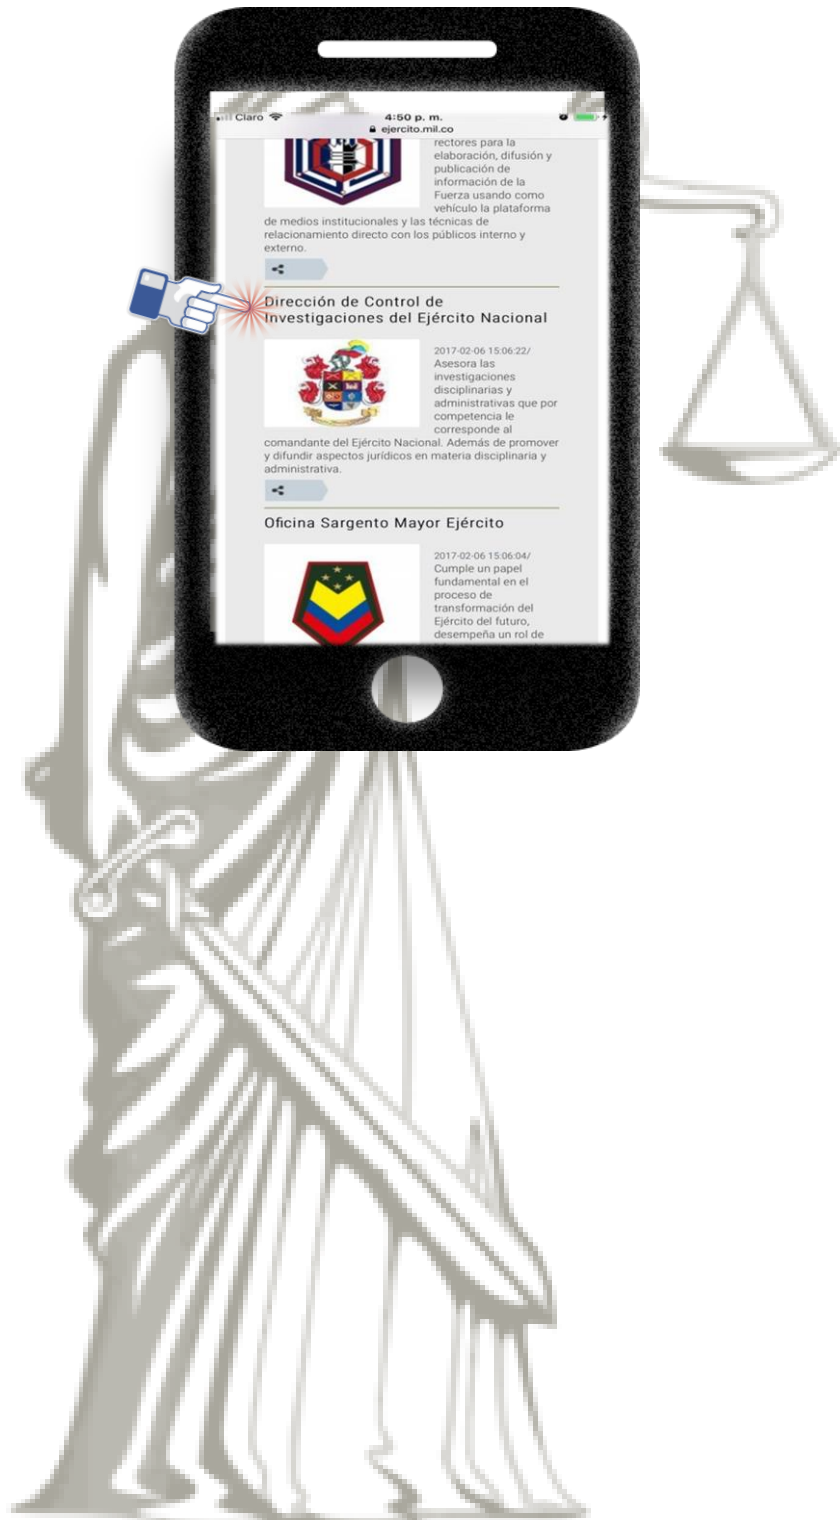 Claro
4:50 p. m.
ejercito.mil.co
rectores para la
elaboración, difusión y
publicación de
información de la
Fuerza usando como
vehículo la plataforma
de medios institucionales y las técnicas de
relacionamiento directo con los públicos interno y
externo.
Dirección de Control de
Investigaciones del Ejército Nacional
2017-02-06 15:06:22/
Asesora las
investigaciones
disciplinarias y
administrativas que por
competencia le
corresponde al
comandante del Ejército Nacional. Además de promover
y difundir aspectos jurídicos en materia disciplinaria y
administrativa.
Oficina Sargento Mayor Ejército
2017-02-06 15:06:04/
Cumple un papel
fundamental en el
proceso de
transformación del
Ejército del futuro,
desempeña un rol de